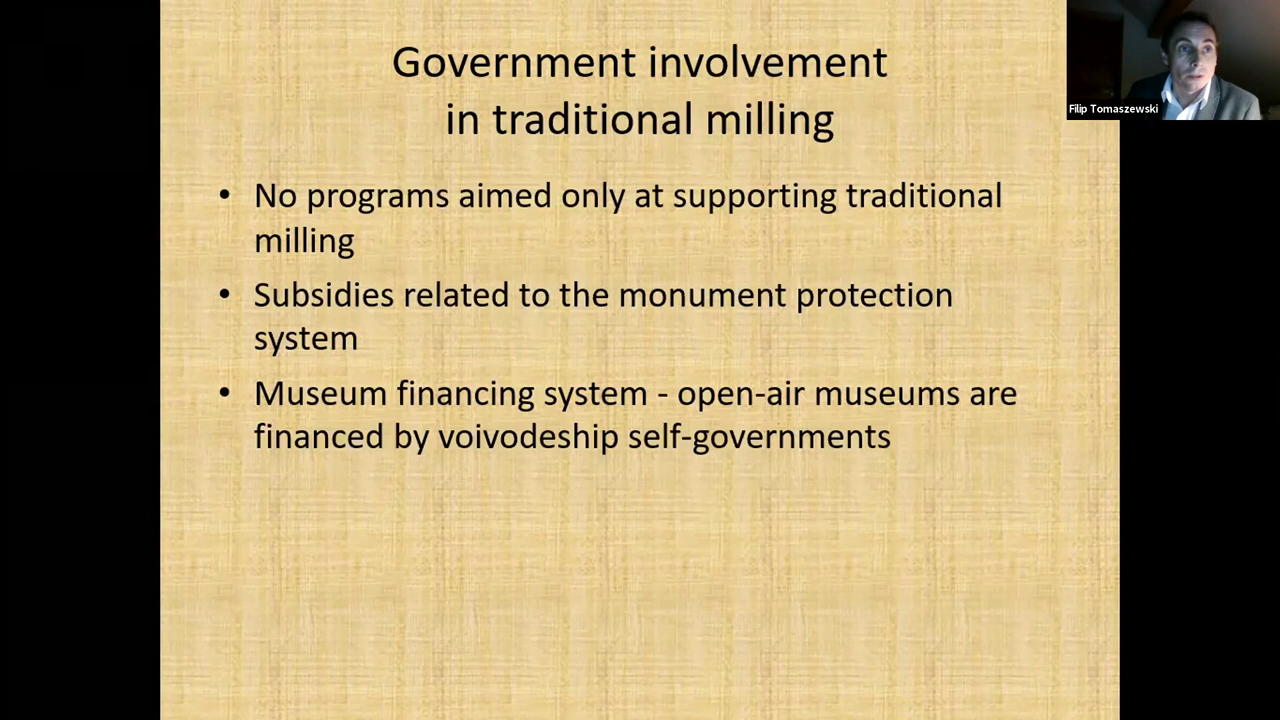 Government involvement
in traditional milling
Filip Tomaszewski
• No programs aimed only at supporting traditional
milling
• Subsidies related to the monument protection
system
• Museum financing system - open-air museums are
financed by voivodeship self-governments